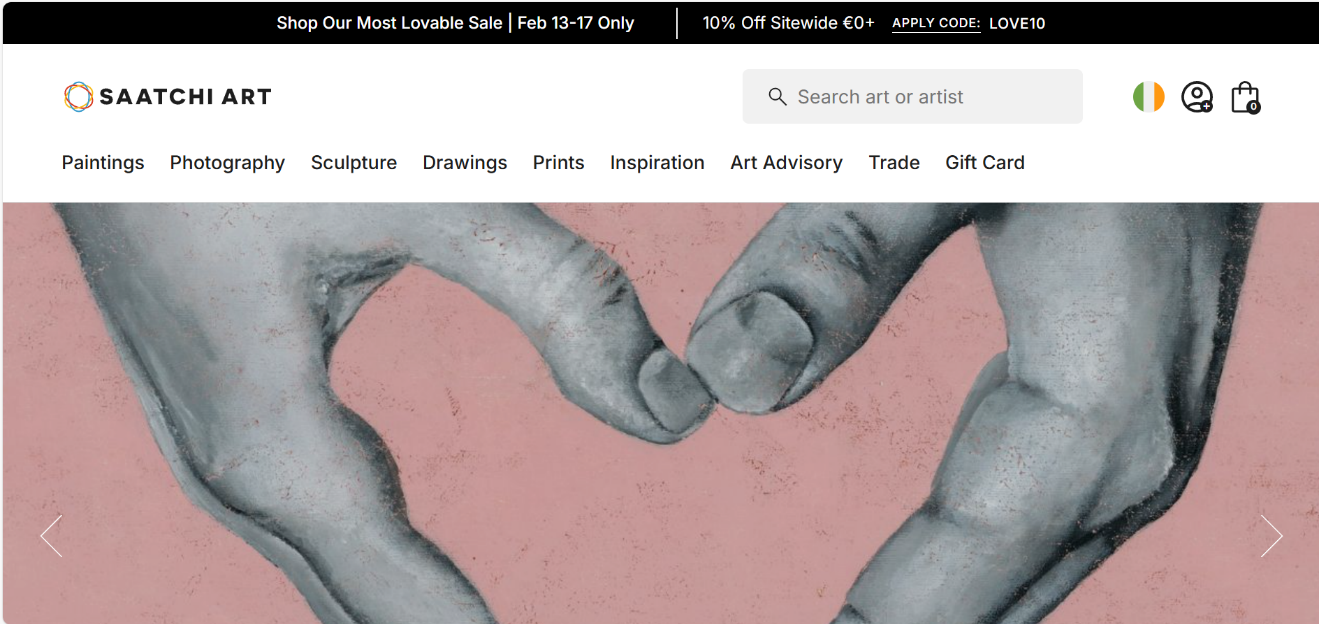 Shop Our Most Lovable Sale | Feb 13-17 Only
10% Off Sitewide €0+ APPLY CODE: LOVE10
SAATCHI ART
Search art or artist
0
Paintings Photography Sculpture Drawings Prints Inspiration Art Advisory Trade Gift Card